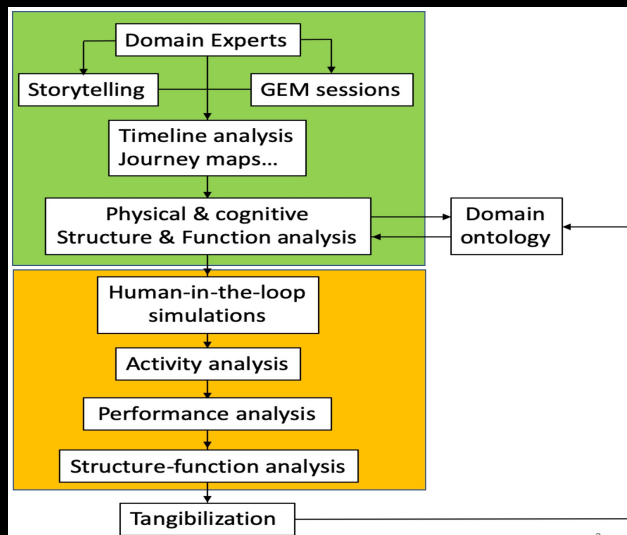 Domain Experts
Storytelling
GEM sessions
Timeline analysis
Journey maps...
Physical & cognitive
Structure & Function analysis
Domain
ontology
Human-in-the-loop
simulations
Activity analysis
Performance analysis
Structure-function analysis
Tangibilization